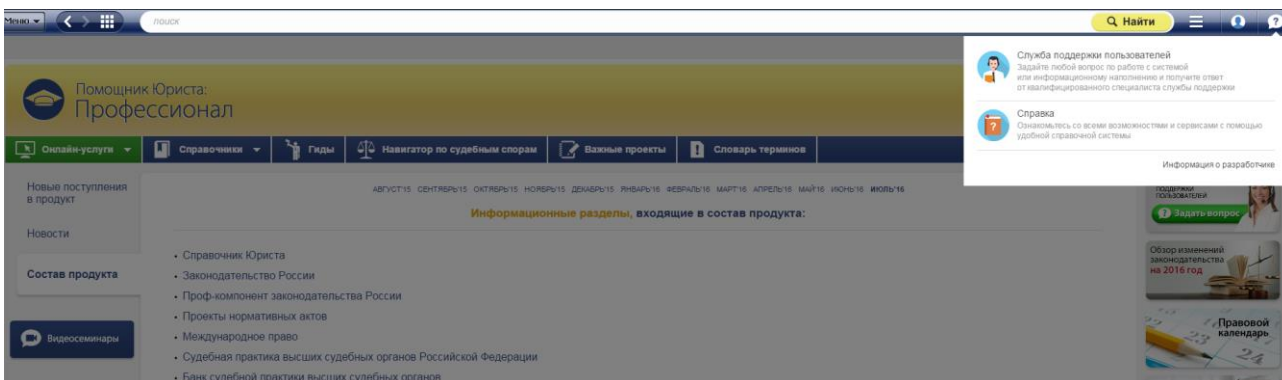 Меню
поиск
Найти
Служба поддержки пользователей
Задайте любой вопрос по работе с системой
или информационному наполнению и получите ответ
от квалифицированного специалиста службы поддержки
Справка
Ознакомьтесь со всеми возможностями и сервисами с помощью
удобной справочной системы
Информация о разработчике
Помощник Юриста:
Профессионал
Онлайн-услуги
Справочники
Гиды
Навигатор по судебным спорам
Важные проекты
Словарь терминов
Новые поступления
в продукт
Новости
Состав продукта
Видеосеминары
АВГУСТ'15 СЕНТЯБРЬ'15 ОКТЯБРЬ'15 НОЯБРЬ'15 ДЕКАБРЬ'15 ЯНВАРЬ'16 ФЕВРАЛЬ'16 МАРТ'16 АПРЕЛЬ'16 МАЙ'16 ИЮНЬ'16 ИЮЛЬ'16
Информационные разделы, входящие в состав продукта:
• Справочник Юриста
• Законодательство России
• Проф-компонент законодательства России
• Проекты нормативных актов
• Международное право
• Судебная практика высших судебных органов Российской Федерации
• Банк судебной практики высших судебных органов
ПОДДЕРЖКИ
ПОЛЬЗОВАТЕЛЕЙ
Задать вопрос
Обзор изменений
законодательства
на 2016 год
Правовой
календарь
23
24